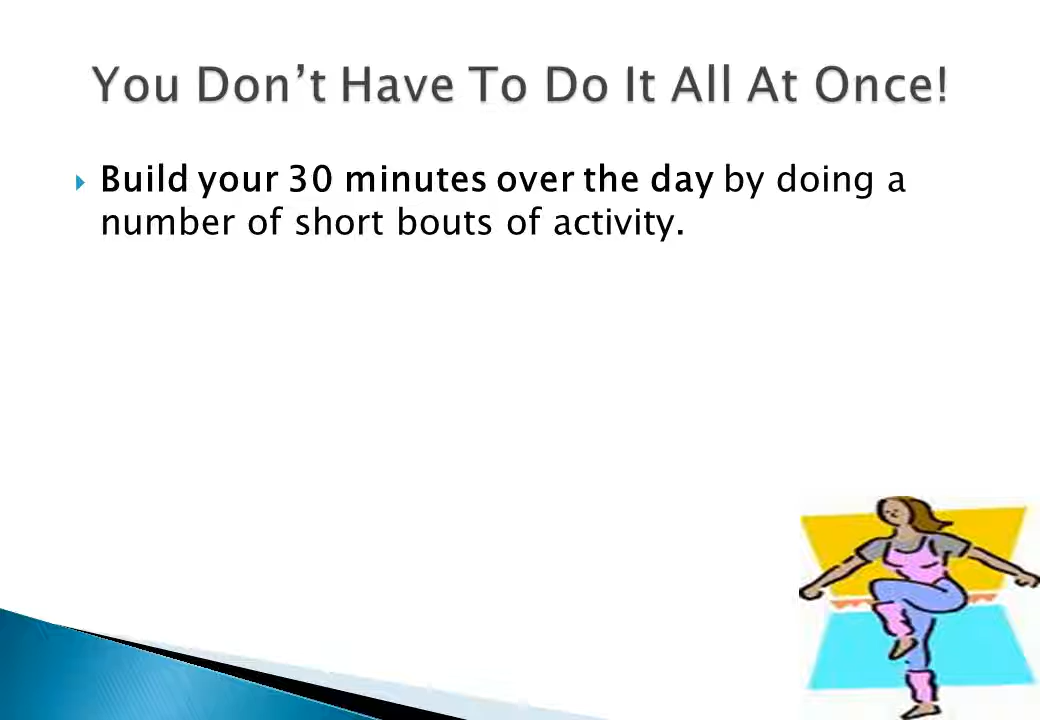 You Don’t Have To Do It All At Once!
Build your 30 minutes over the day by doing a
number of short bouts of activity.